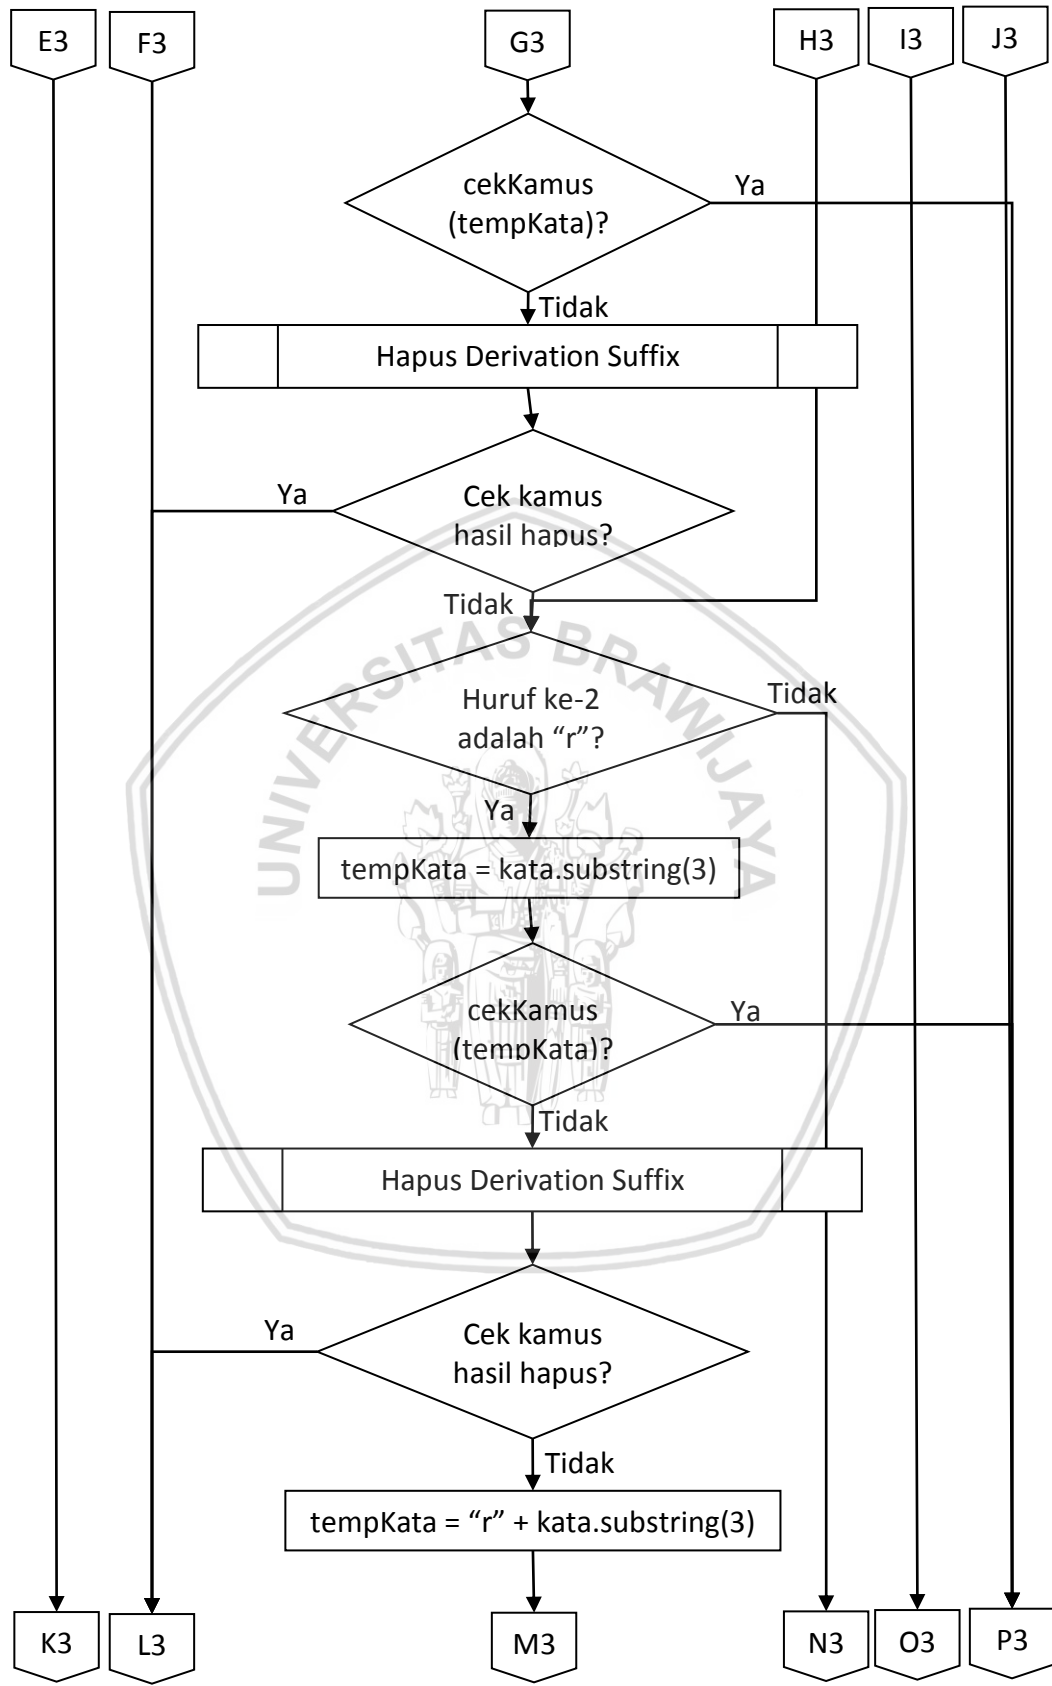 E3 F3 G3 H3 I3 J3
cekKamus
(tempKata)?
Ya
Tidak
Hapus Derivation Suffix
Ya
Cek kamus
hasil hapus?
Tidak
UNIVERSITAS BRAWIJAYA
Huruf ke-2
adalah “r”?
Tidak
Ya
tempKata = kata.substring(3)
cekKamus
(tempKata)?
Ya
Tidak
Hapus Derivation Suffix
Ya
Cek kamus
hasil hapus?
Tidak
tempKata = “r” + kata.substring(3)
K3 L3 M3 N3 O3 P3